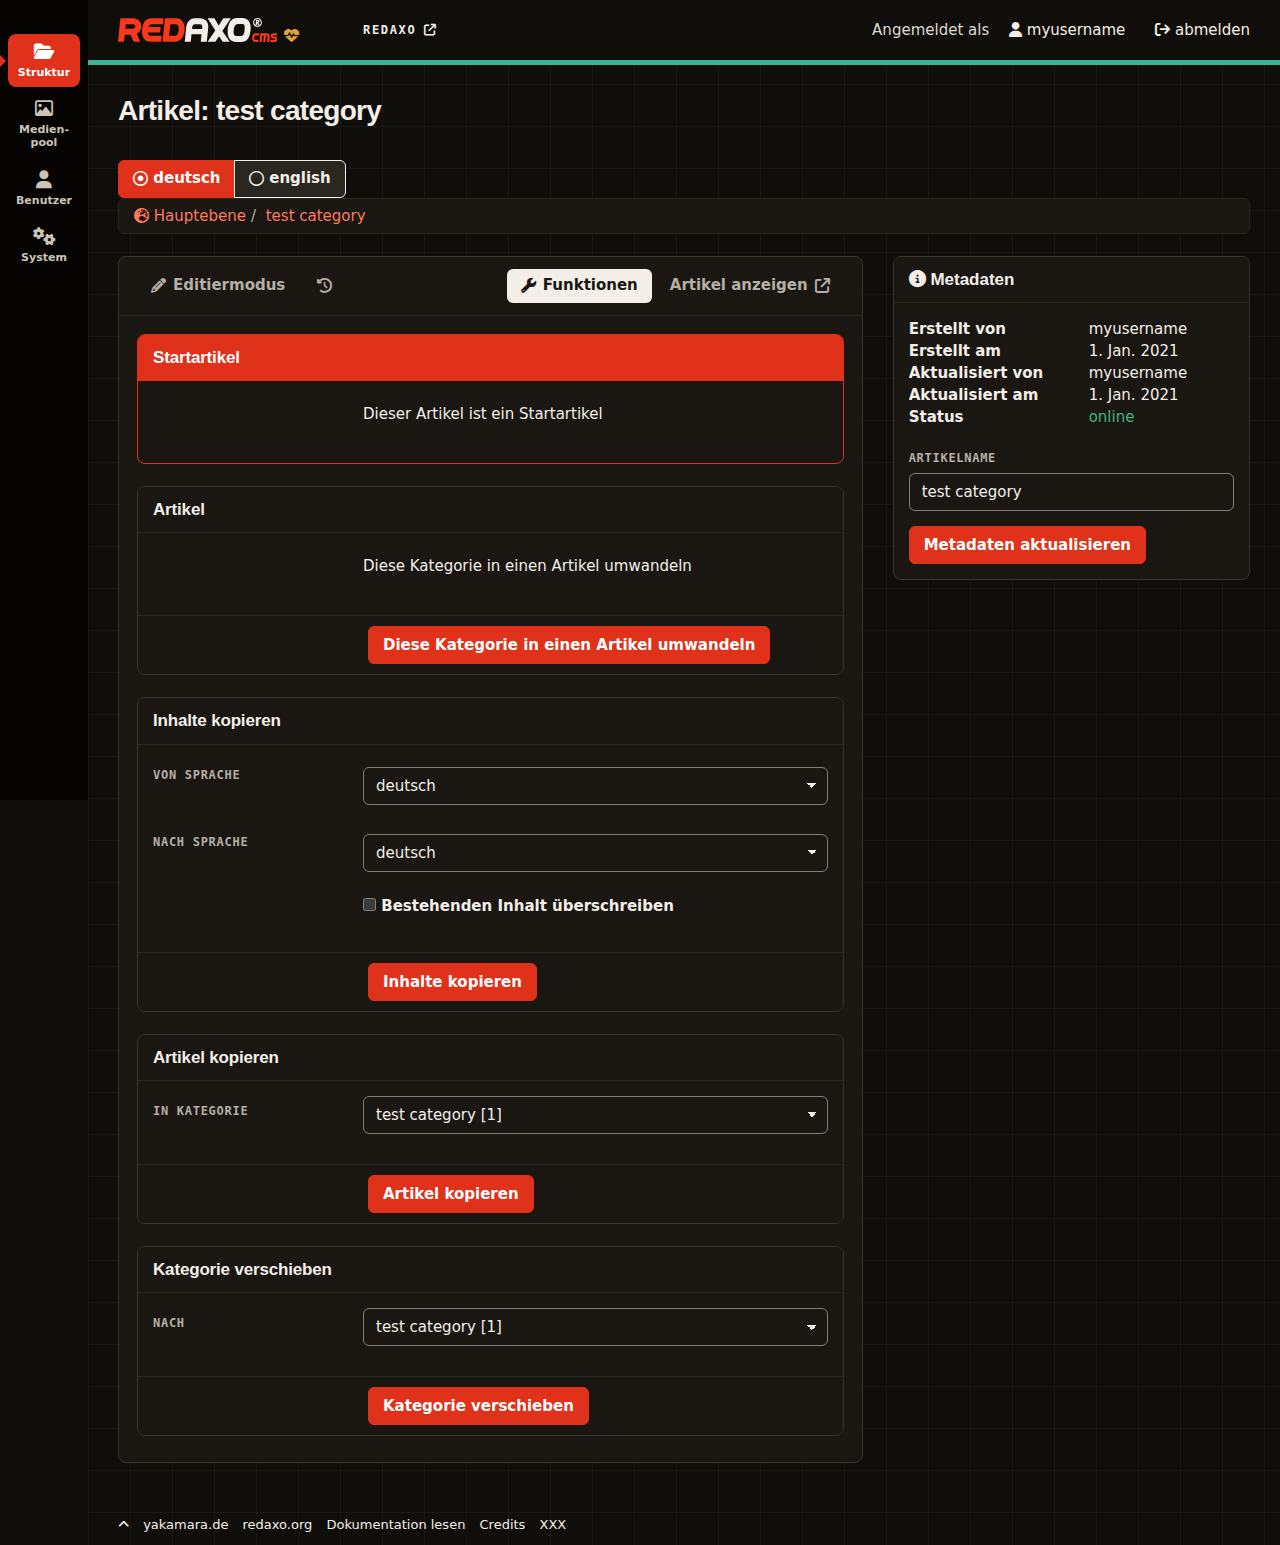 REDAXO® cms
REDAXO
Angemeldet als myusername abmelden
Struktur
Medien-
pool
Benutzer
System
Artikel: test category
deutsch english
Hauptebene / test category
Editiermodus Funktionen Artikel anzeigen
Startartikel
Dieser Artikel ist ein Startartikel
Artikel
Diese Kategorie in einen Artikel umwandeln
Diese Kategorie in einen Artikel umwandeln
Inhalte kopieren
VON SPRACHE deutsch
NACH SPRACHE deutsch
Bestehenden Inhalt überschreiben
Inhalte kopieren
Artikel kopieren
IN KATEGORIE test category [1]
Artikel kopieren
Kategorie verschieben
NACH test category [1]
Kategorie verschieben
Metadaten
Erstellt von myusername
Erstellt am 1. Jan. 2021
Aktualisiert von myusername
Aktualisiert am 1. Jan. 2021
Status online
ARTIKELNAME
test category
Metadaten aktualisieren
yakamara.de redaxo.org Dokumentation lesen Credits XXX